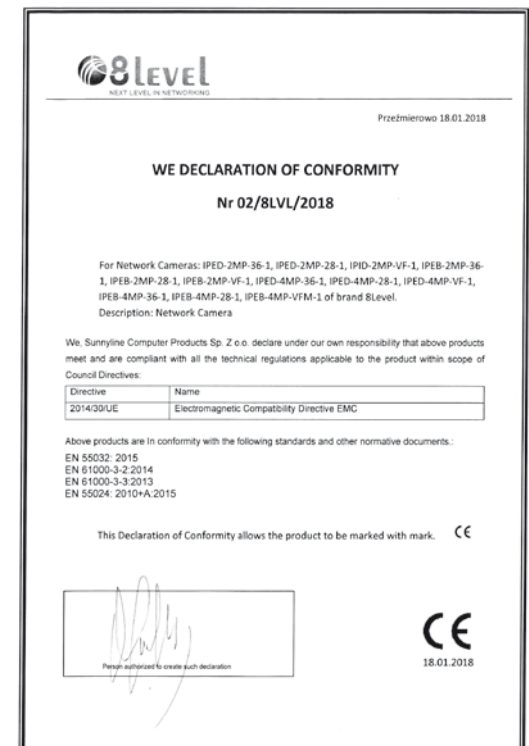 8LEVEL
NEXT LEVEL IN NETWORKING
Przeźmierowo 18.01.2018
WE DECLARATION OF CONFORMITY
Nr 02/8LVL/2018
For Network Cameras: IPED-2MP-36-1, IPED-2MP-28-1, IPID-2MP-VF-1, IPEB-2MP-36-
1, IPEB-2MP-28-1, IPEB-2MP-VF-1, IPED-4MP-36-1, IPED-4MP-28-1, IPED-4MP-VF-1,
IPEB-4MP-36-1, IPEB-4MP-28-1, IPEB-4MP-VFM-1 of brand 8Level.
Description: Network Camera
We, Sunnyline Computer Products Sp. Z o.o. declare under our own responsibility that above products
meet and are compliant with all the technical regulations applicable to the product within scope of
Council Directives:
Directive Name
2014/30/UE Electromagnetic Compatibility Directive EMC
Above products are In conformity with the following standards and other normative documents.:
EN 55032: 2015
EN 61000-3-2:2014
EN 61000-3-3:2013
EN 55024: 2010+A:2015
This Declaration of Conformity allows the product to be marked with mark. CE
Person authorized to create such declaration
CE
18.01.2018